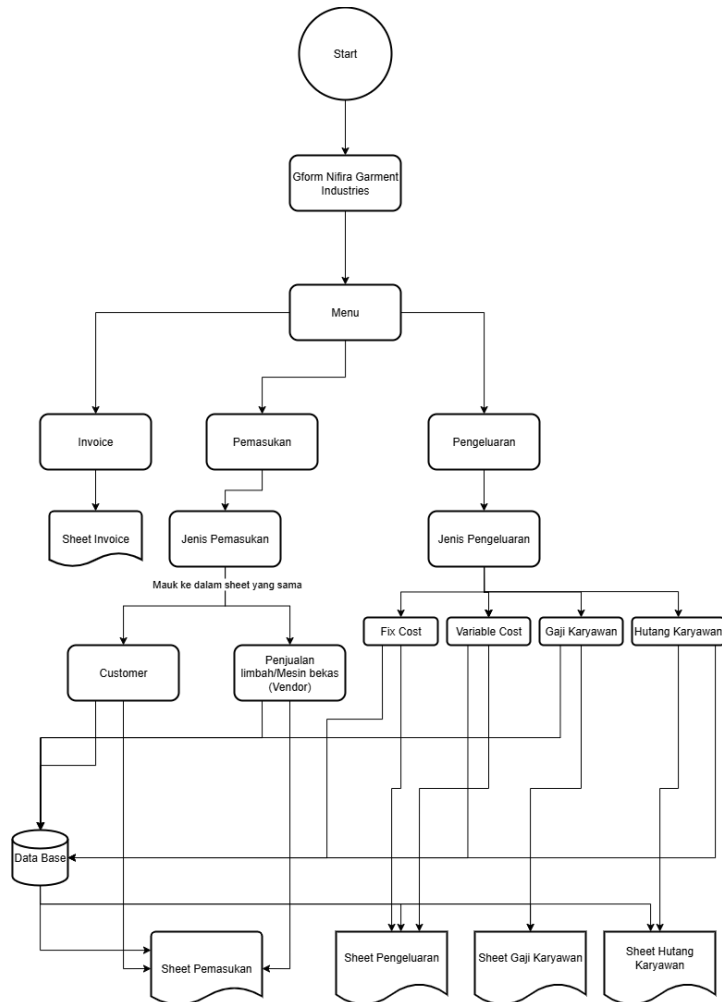 Start
Gform Nifira Garment
Industries
Menu
Invoice
Pemasukan
Pengeluaran
Sheet Invoice
Jenis Pemasukan
Jenis Pengeluaran
Mauk ke dalam sheet yang sama
Fix Cost
Variable Cost
Gaji Karyawan
Hutang Karyawan
Customer
Penjualan
limbah/Mesin bekas
(Vendor)
Data Base
Sheet Pemasukan
Sheet Pengeluaran
Sheet Gaji Karyawan
Sheet Hutang
Karyawan